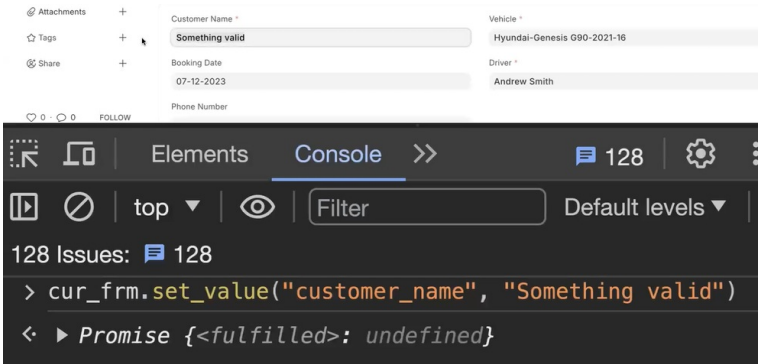 Attachments +
Tags +
Share +
0 · 0 FOLLOW
Customer Name *
Something valid
Booking Date
07-12-2023
Phone Number
Vehicle *
Hyundai-Genesis G90-2021-16
Driver *
Andrew Smith
Elements Console 128
top ▼ Filter Default levels ▼
128 Issues: 128
> cur_frm.set_value("customer_name", "Something valid")
<· ▶ Promise {<fulfilled>: undefined}